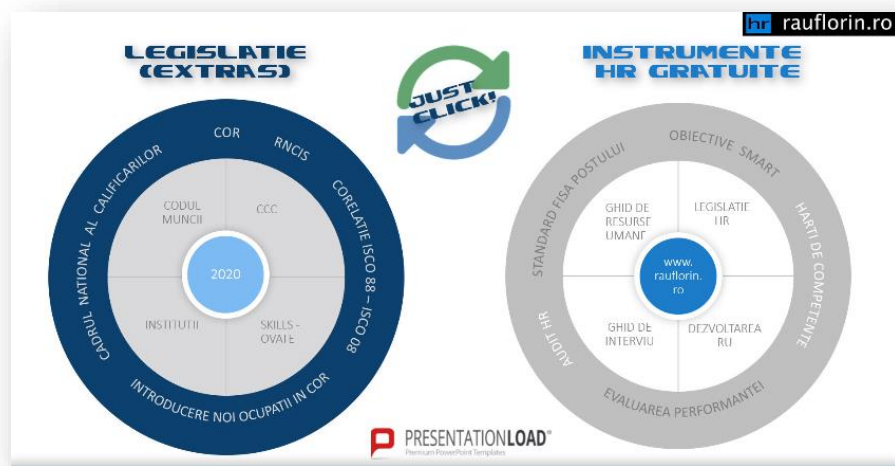 hr rauflorin.ro
LEGISLATIE
(EXTRAS)
JUST
CLICK!
INSTRUMENTE
HR GRATUITE
CADRUL NATIONAL AL CALIFICARILOR
COR
RNCIS
CORELATIE ISCO 88 – ISCO 08
INTRODUCERE NOI OCUPATII IN COR
CODUL
MUNCII
CCC
2020
INSTITUTII
SKILLS -
OVATE
STANDARD FISA POSTULUI
OBIECTIVE SMART
HARTI DE COMPETENTE
EVALUAREA PERFORMANTEI
AUDIT HR
GHID DE
RESURSE
UMANE
LEGISLATIE
HR
www.
rauflorin.
ro
GHID DE
INTERVIU
DEZVOLTAREA
RU
PRESENTATIONLOAD®
Premium PowerPoint Templates